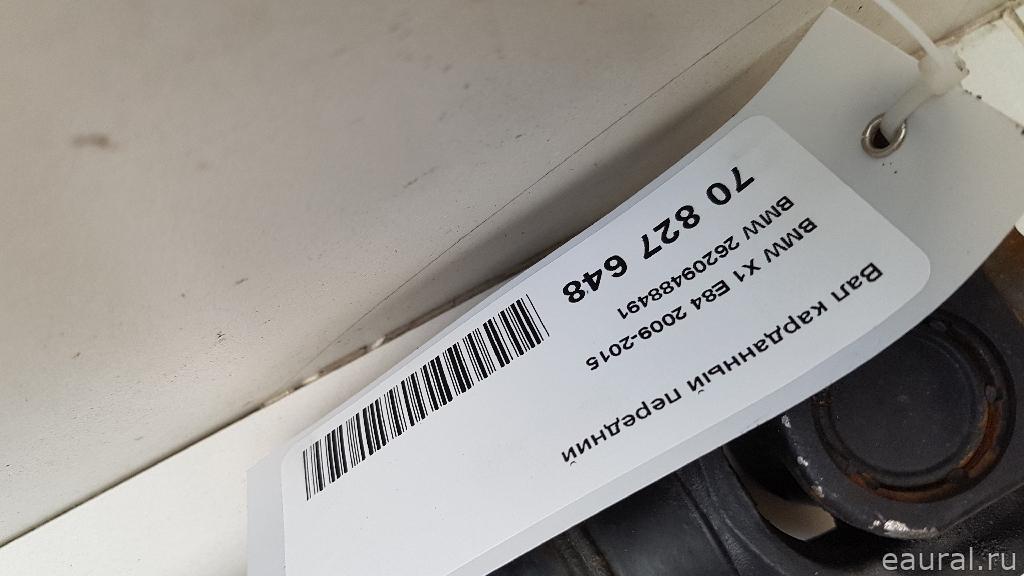 Вал карданный передний
BMW X1 E84 2009-2015
BMW 26209488491
70 827 648
eaural.ru